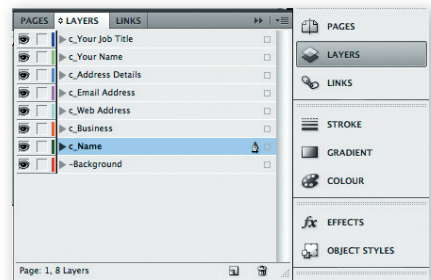 PAGES LAYERS LINKS
c_Your Job Title
c_Your Name
c_Address Details
c_Email Address
c_Web Address
c_Business
c_Name
-Background
Page: 1, 8 Layers
PAGES
LAYERS
LINKS
STROKE
GRADIENT
COLOUR
fx EFFECTS
OBJECT STYLES